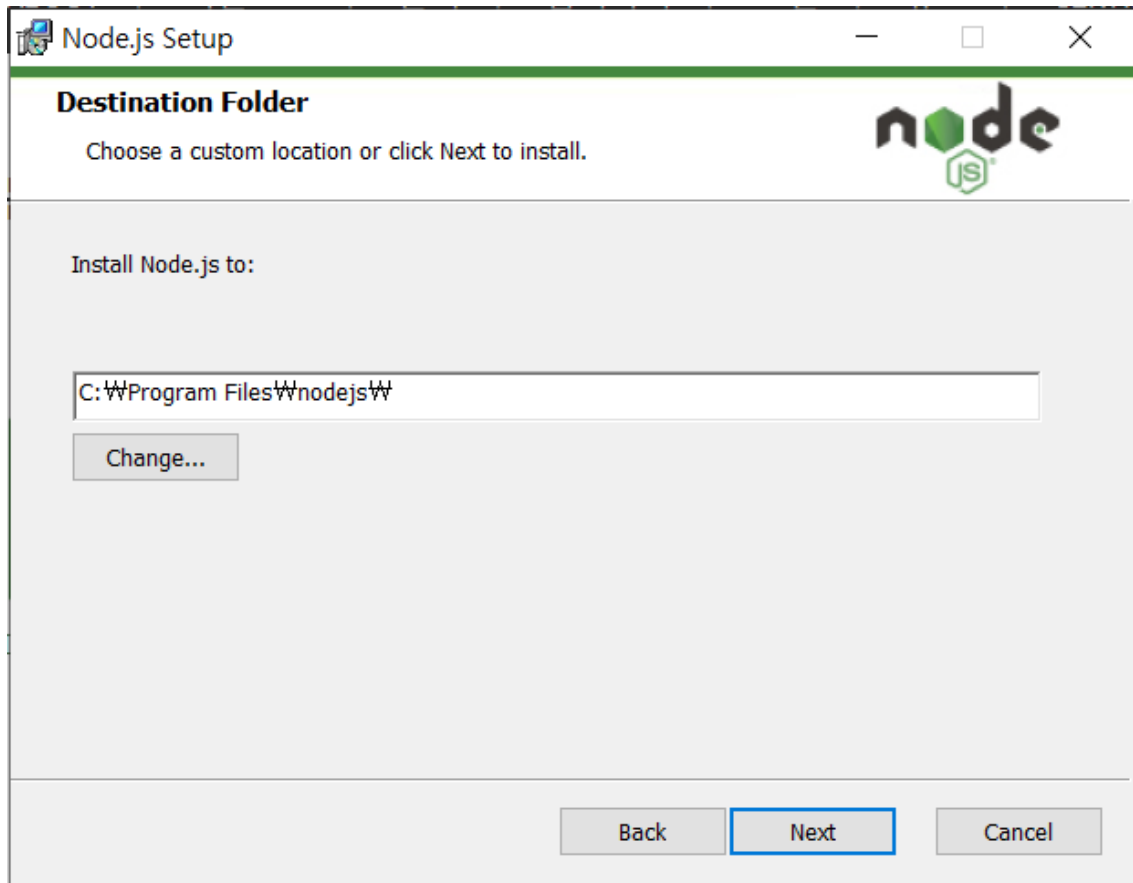 Node.js Setup
Destination Folder
Choose a custom location or click Next to install.
node
JS
Install Node.js to:
C:₩Program Files₩nodejs₩
Change...
Back Next Cancel